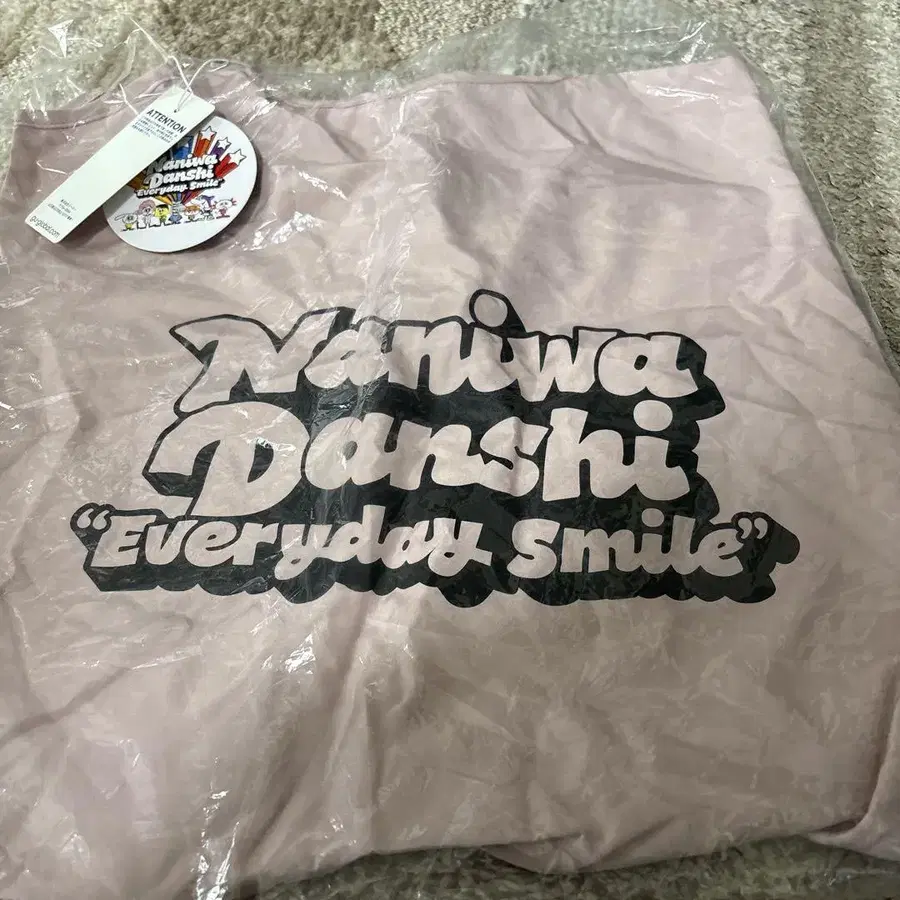 ATTENTION
Naniwa
Danshi
"Everyday Smile"
Naniwa
Danshi
“Everyday Smile”